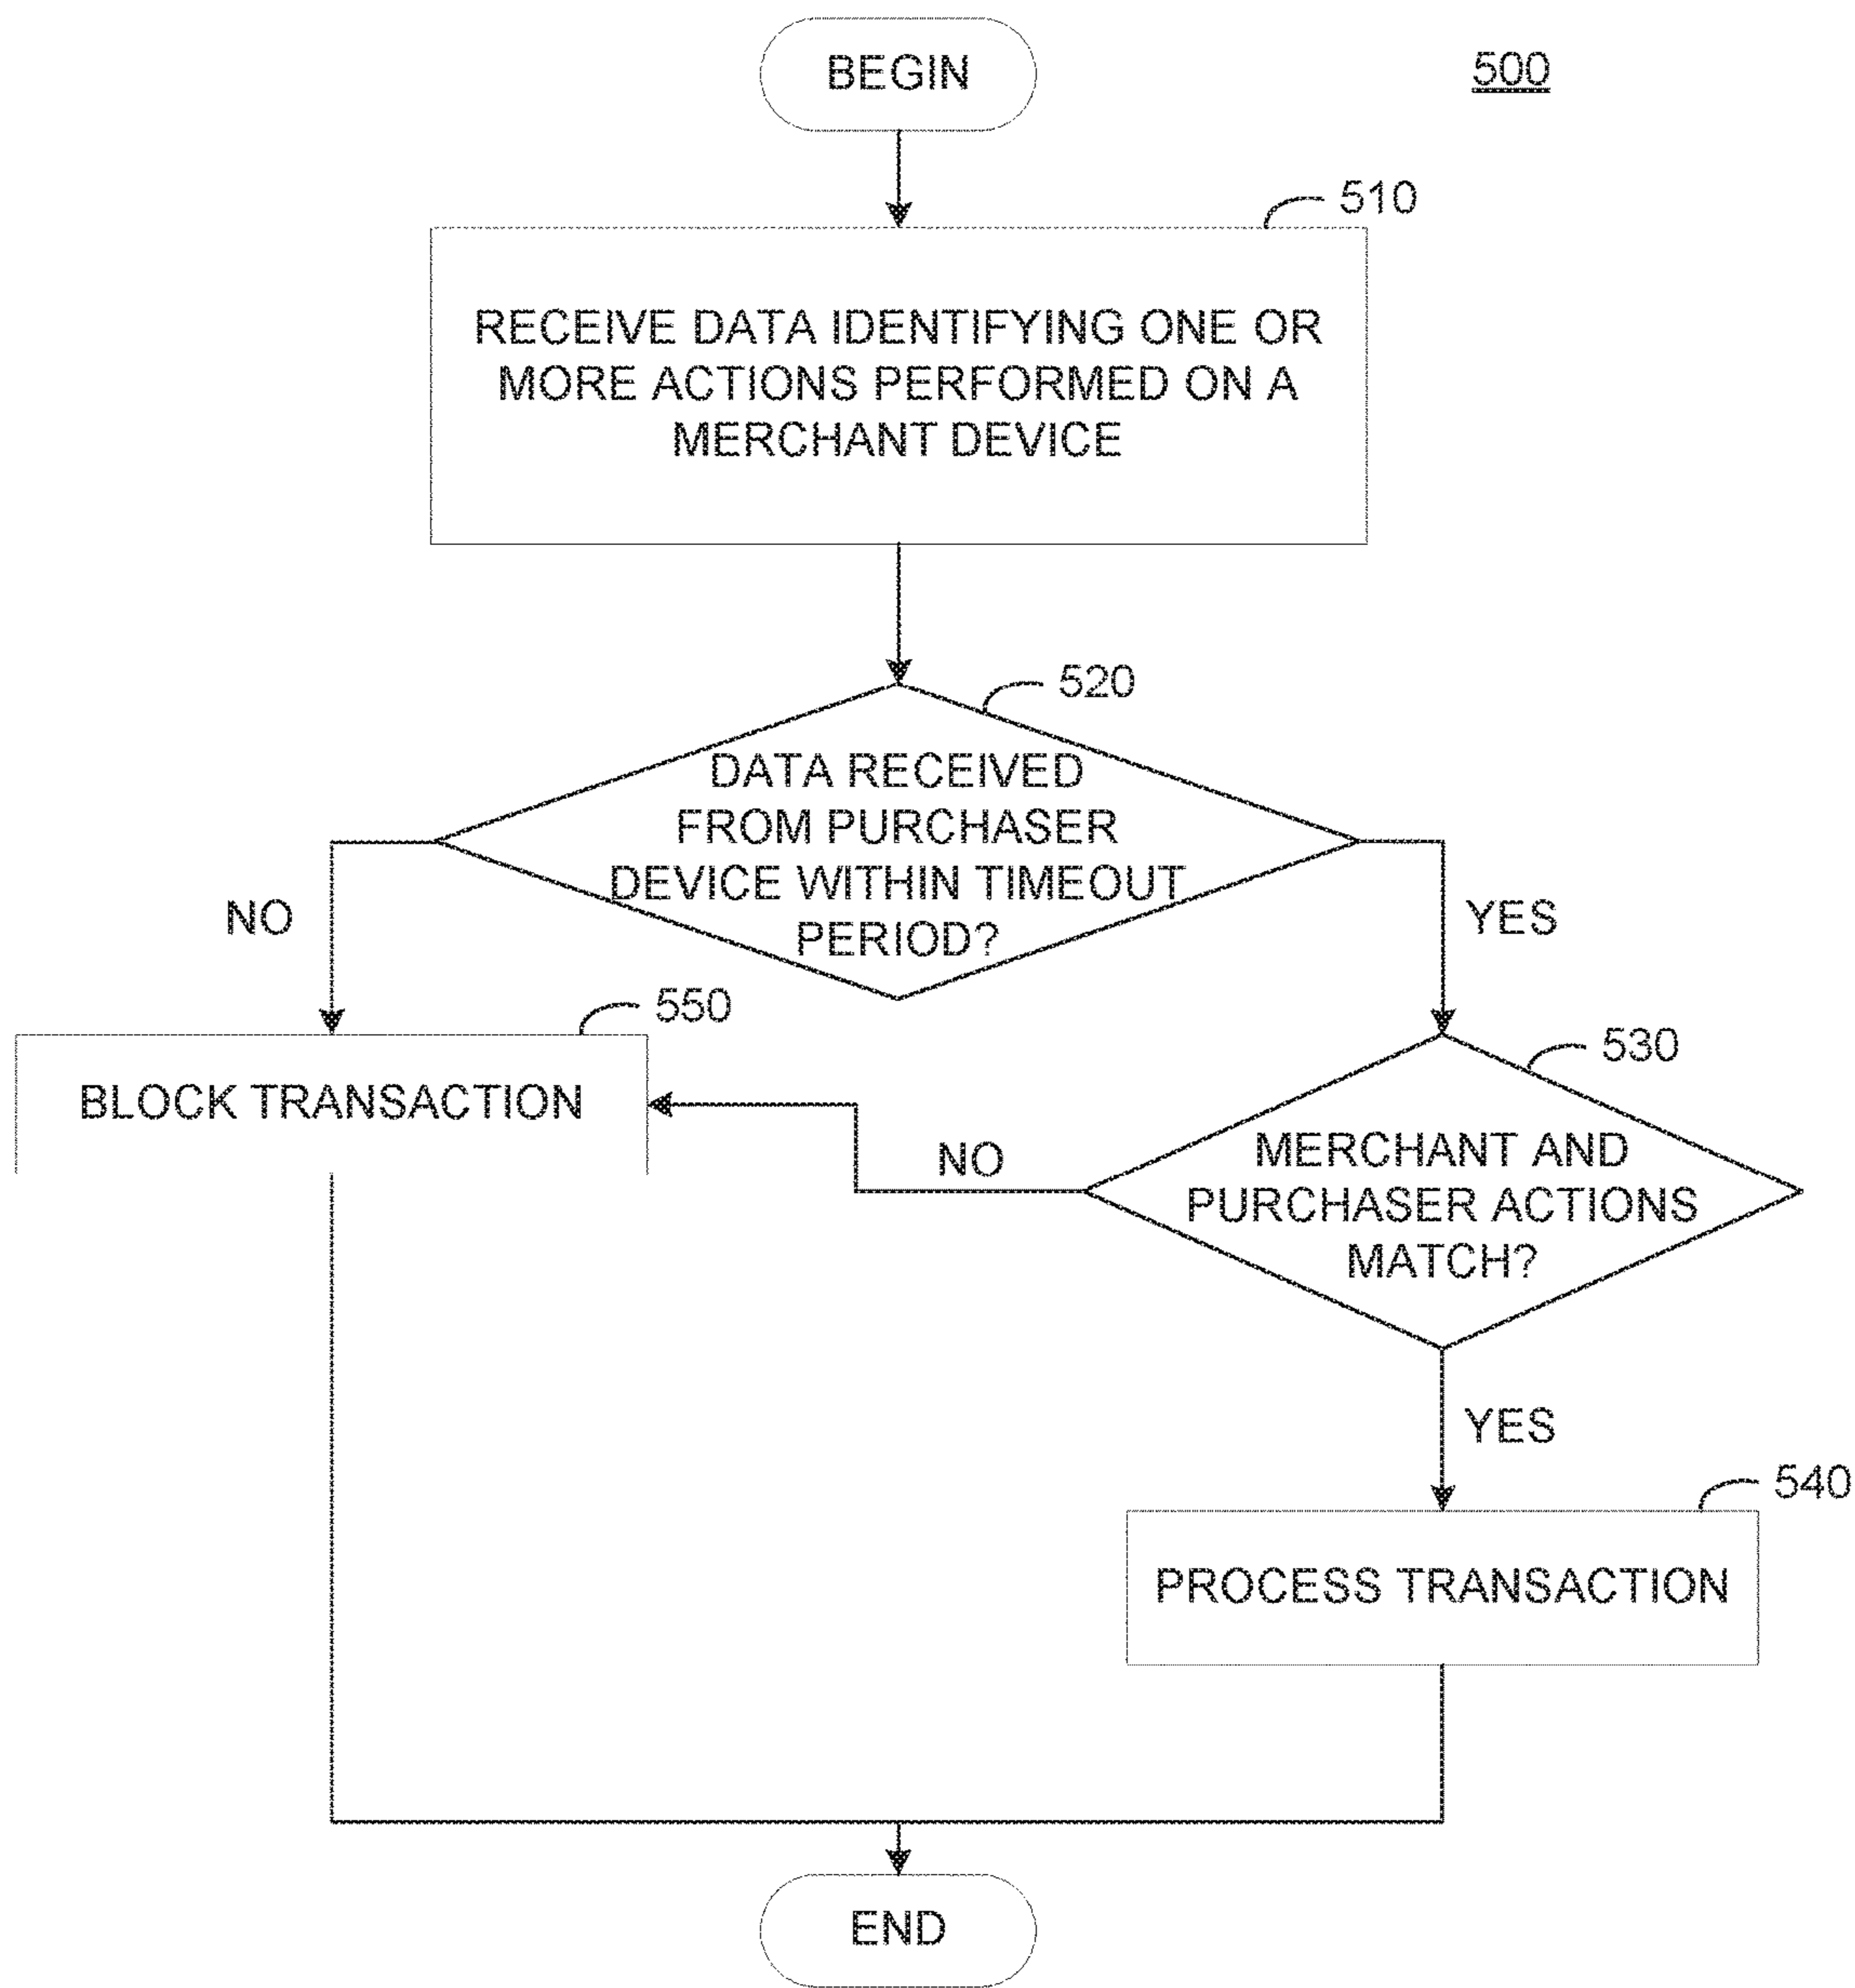 BEGIN
500
510
RECEIVE DATA IDENTIFYING ONE OR
MORE ACTIONS PERFORMED ON A
MERCHANT DEVICE
520
DATA RECEIVED
FROM PURCHASER
DEVICE WITHIN TIMEOUT
PERIOD?
NO
YES
550
BLOCK TRANSACTION
530
MERCHANT AND
PURCHASER ACTIONS
MATCH?
NO
YES
540
PROCESS TRANSACTION
END